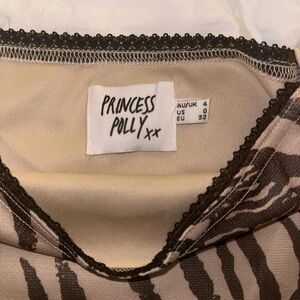 PRINCESS
POLLY xx
AU/UK 4
US 0
EU 32